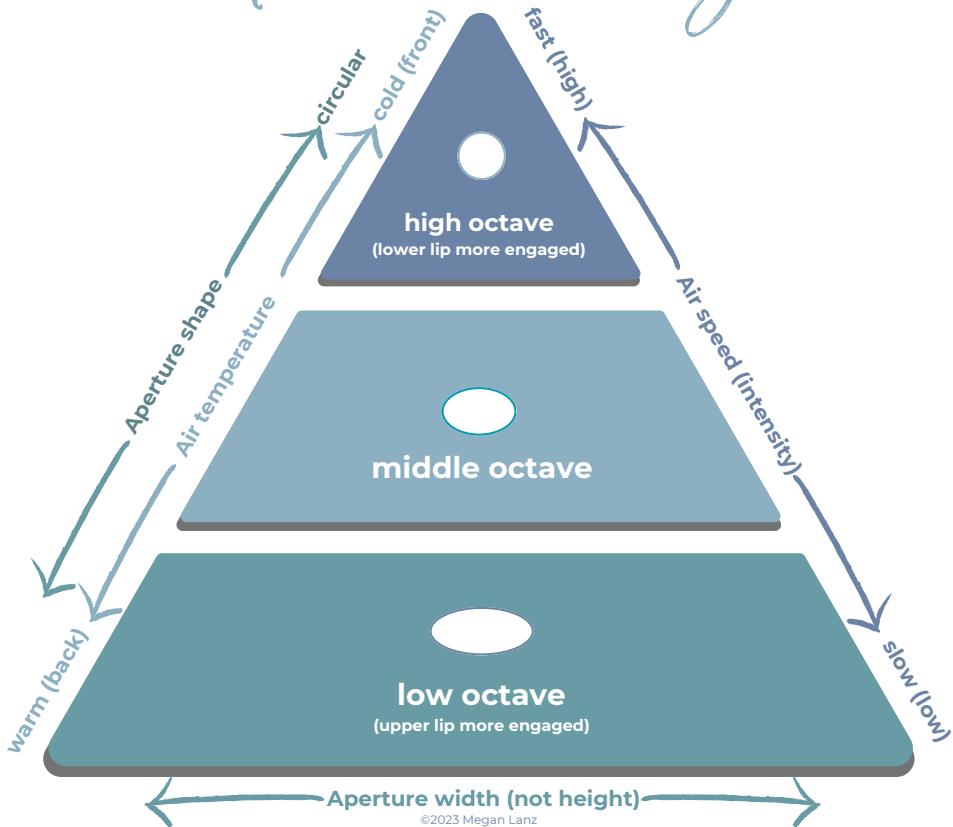 circular
cold (front)
fast (high)
high octave
(lower lip more engaged)
Aperture shape
Air temperature
Air speed (intensity)
middle octave
warm (back)
slow (low)
low octave
(upper lip more engaged)
Aperture width (not height)
©2023 Megan Lanz